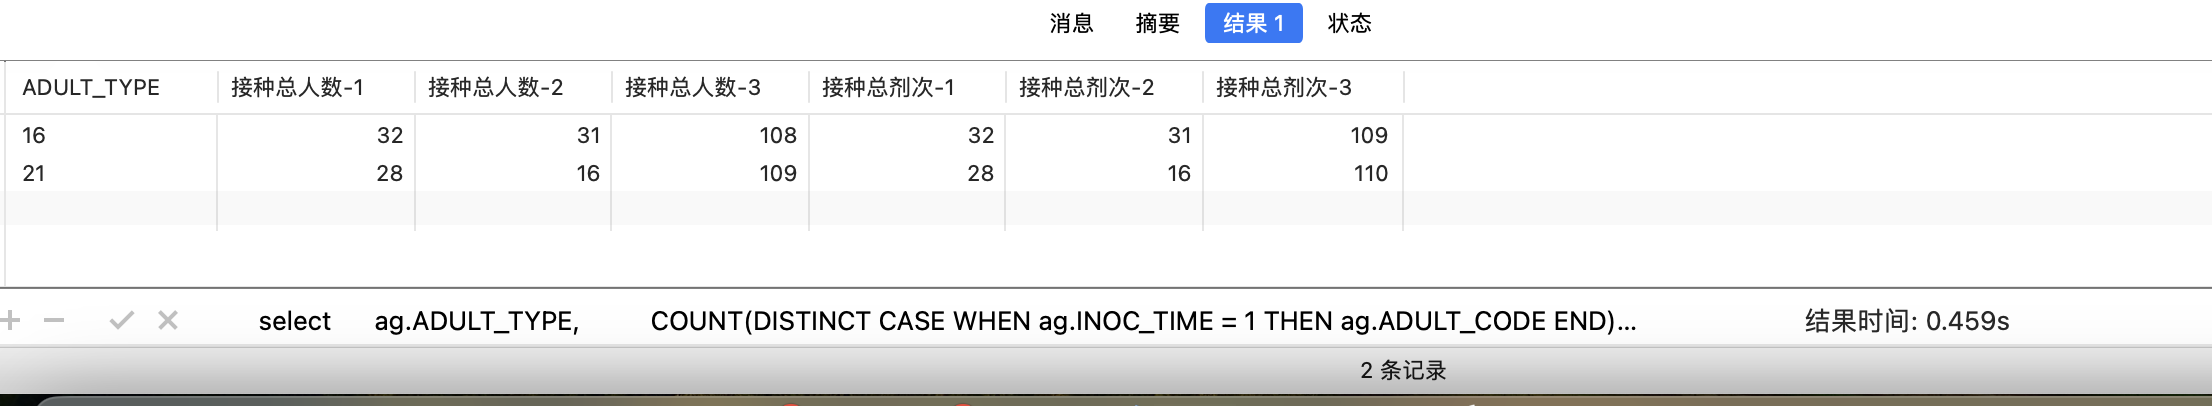 消息 摘要 结果 1 状态
ADULT_TYPE 接种总人数-1 接种总人数-2 接种总人数-3 接种总剂次-1 接种总剂次-2 接种总剂次-3
16 32 31 108 32 31 109
21 28 16 109 28 16 110
select ag.ADULT_TYPE, COUNT(DISTINCT CASE WHEN ag.INOC_TIME = 1 THEN ag.ADULT_CODE END)... 结果时间: 0.459s
2 条记录